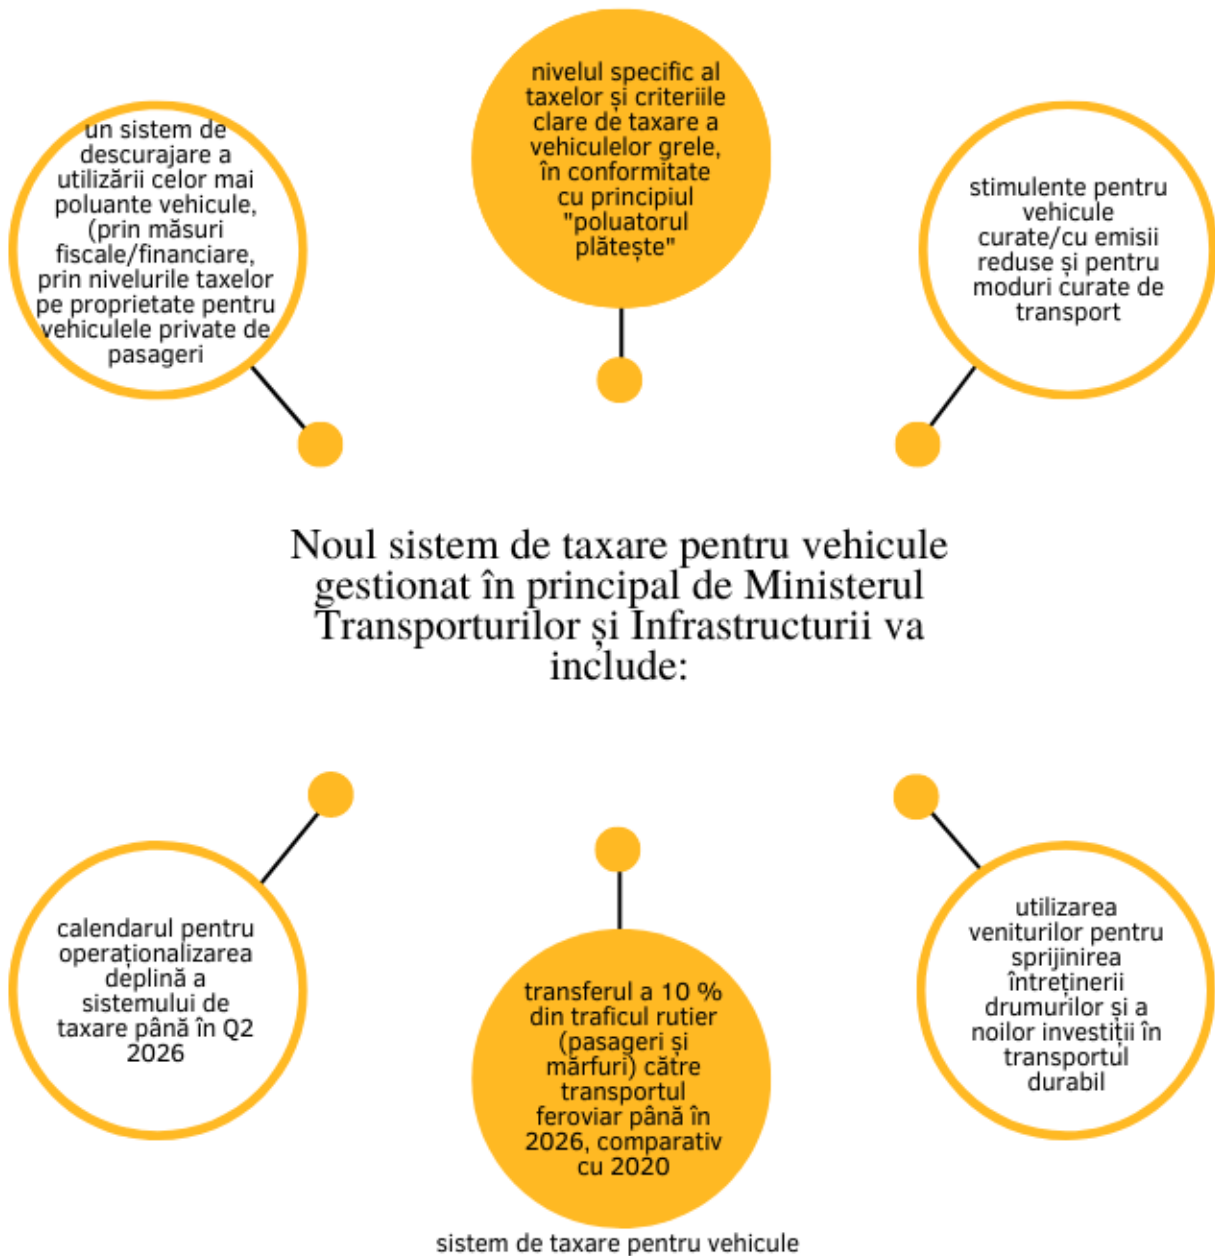 un sistem de
descurajare a
utilizării celor mai
poluante vehicule,
(prin măsuri
fiscale/financiare,
prin nivelurile taxelor
pe proprietate pentru
vehiculele private de
pasageri
nivelul specific al
taxelor și criteriile
clare de taxare a
vehiculelor grele,
în conformitate
cu principiul
"poluatorul
plătește"
stimulente pentru
vehicule
curate/cu emisii
reduse și pentru
moduri curate de
transport
Noul sistem de taxare pentru vehicule
gestionat în principal de Ministerul
Transporturilor și Infrastructurii va
include:
calendarul pentru
operaționalizarea
deplină a
sistemului de
taxare până în Q2
2026
transferul a 10 %
din traficul rutier
(pasageri și
mărfuri) către
transportul
feroviar până în
2026, comparativ
cu 2020
utilizarea
veniturilor pentru
sprijinirea
întreținerii
drumurilor și a
noilor investiții în
transportul
durabil
sistem de taxare pentru vehicule